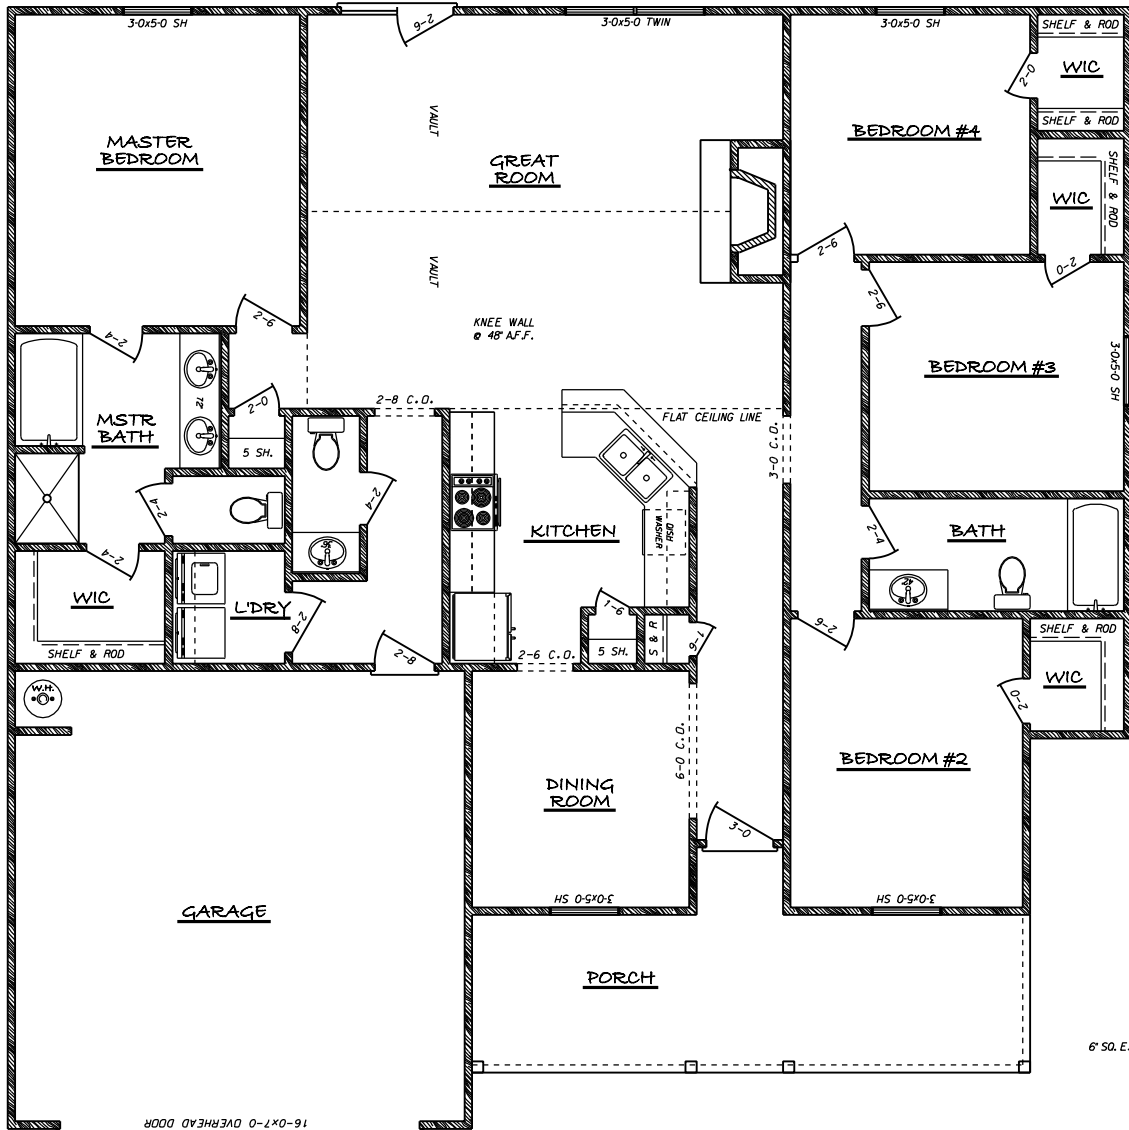 3-0x5-0 SH
2-6
3-0x5-0 TWIN
3-0x5-0 SH
SHELF & ROD
WIC
2-0
SHELF & ROD
MASTER
BEDROOM
VAULT
GREAT
ROOM
BEDROOM #4
SHELF & ROD
WIC
2-6
2-0
VAULT
2-6
2-6
KNEE WALL
@ 48" A.F.F.
2-4
BEDROOM #3
3-0x5-0 SH
72"
2-0
2-8 C.O.
FLAT CEILING LINE
MSTR
BATH
5 SH.
3-0 C.O.
2-4
2-4
KITCHEN
DISH
WASHER
2-4
BATH
2-4
36"
42"
WIC
L'DRY
2-8
1-6
S & R
1-6
2-6
SHELF & ROD
SHELF & ROD
2-8
2-6 C.O.
5 SH.
W.H.
WIC
2-0
6-0 C.O.
BEDROOM #2
DINING
ROOM
3-0
3-0x5-0 SH
3-0x5-0 SH
GARAGE
PORCH
6" SQ. E.
16-0x7-0 OVERHEAD DOOR